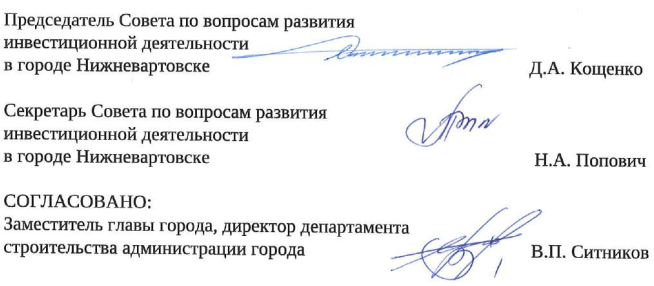 Председатель Совета по вопросам развития
инвестиционной деятельности
в городе Нижневартовске Д.А. Кощенко
Секретарь Совета по вопросам развития
инвестиционной деятельности
в городе Нижневартовске Н.А. Попович
СОГЛАСОВАНО:
Заместитель главы города, директор департамента
строительства администрации города В.П. Ситников